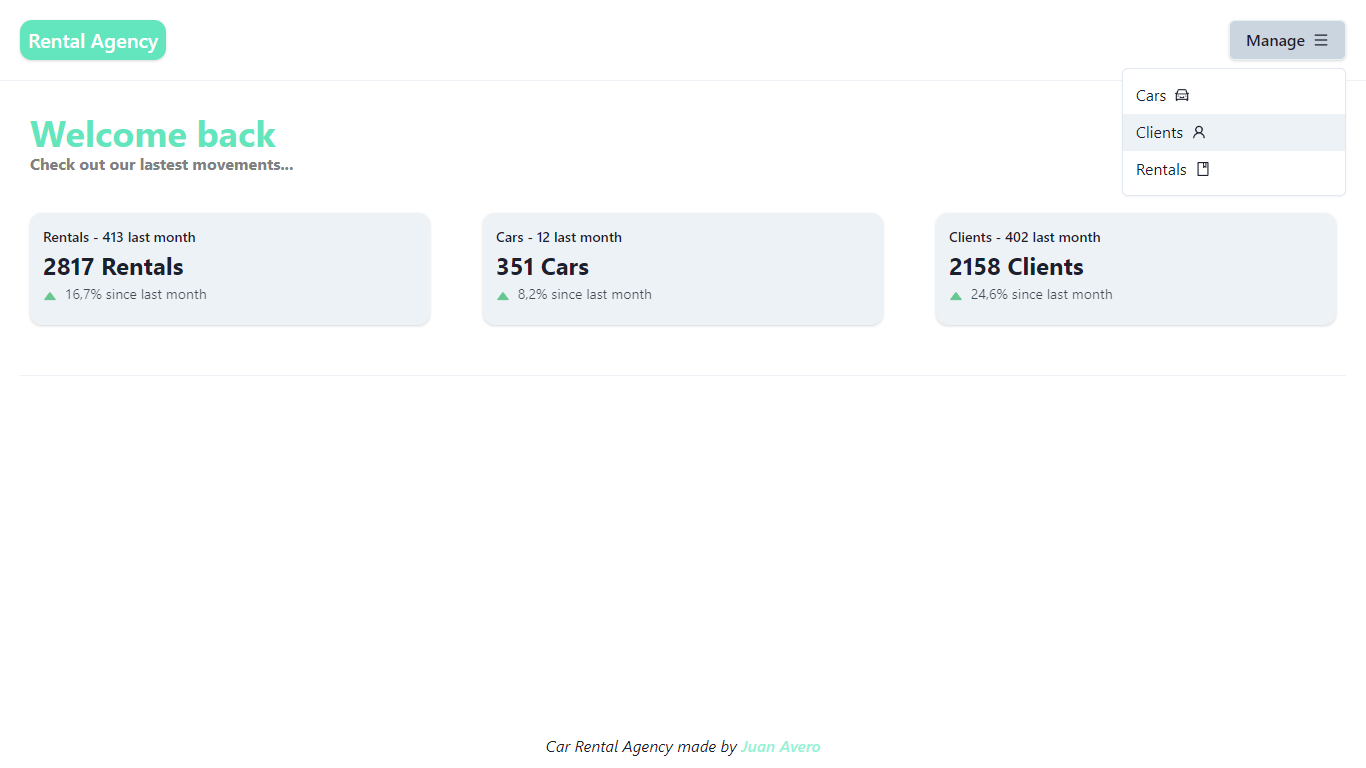 Rental Agency
Manage
Cars
Clients
Rentals
Welcome back
Check out our lastest movements...
Rentals - 413 last month
2817 Rentals
16,7% since last month
Cars - 12 last month
351 Cars
8,2% since last month
Clients - 402 last month
2158 Clients
24,6% since last month
Car Rental Agency made by Juan Avero